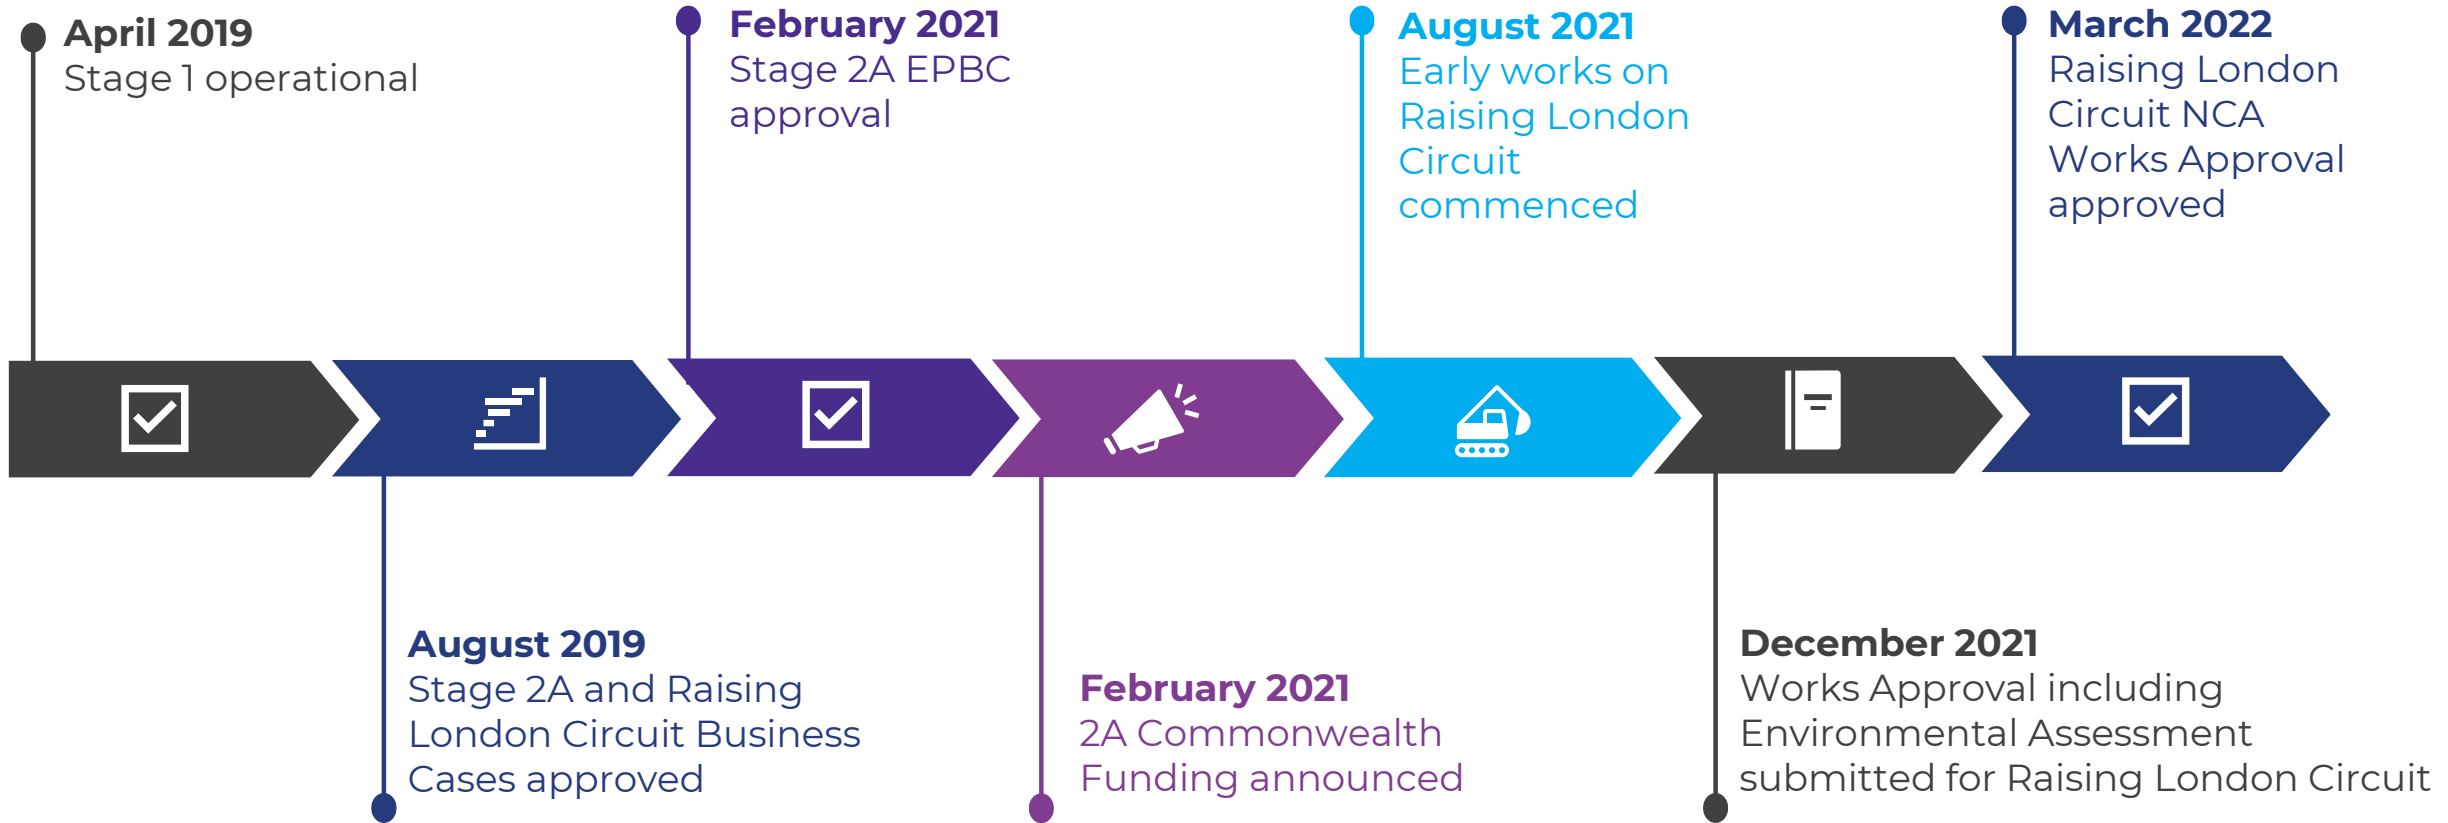 April 2019
Stage 1 operational
August 2019
Stage 2A and Raising
London Circuit Business
Cases approved
February 2021
Stage 2A EPBC
approval
February 2021
2A Commonwealth
Funding announced
August 2021
Early works on
Raising London
Circuit
commenced
December 2021
Works Approval including
Environmental Assessment
submitted for Raising London Circuit
March 2022
Raising London
Circuit NCA
Works Approval
approved